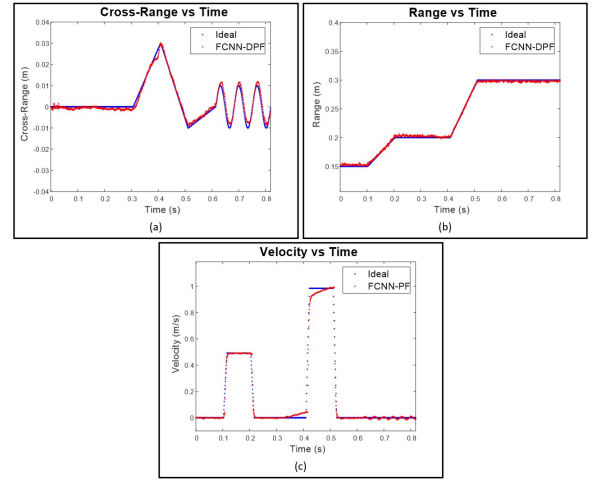 Cross-Range vs Time
Ideal
FCNN-DPF
0.04
0.03
0.02
0.01
0
-0.01
-0.02
-0.03
-0.04
Cross-Range (m)
0 0.1 0.2 0.3 0.4 0.5 0.6 0.7 0.8
Time (s)
(a)
Range vs Time
Ideal
FCNN-DPF
0.4
0.35
0.3
0.25
0.2
0.15
Range (m)
0 0.1 0.2 0.3 0.4 0.5 0.6 0.7 0.8
Time (s)
(b)
Velocity vs Time
Ideal
FCNN-PF
1
0.8
0.6
0.4
0.2
0
Velocity (m/s)
0 0.1 0.2 0.3 0.4 0.5 0.6 0.7 0.8
Time (s)
(c)